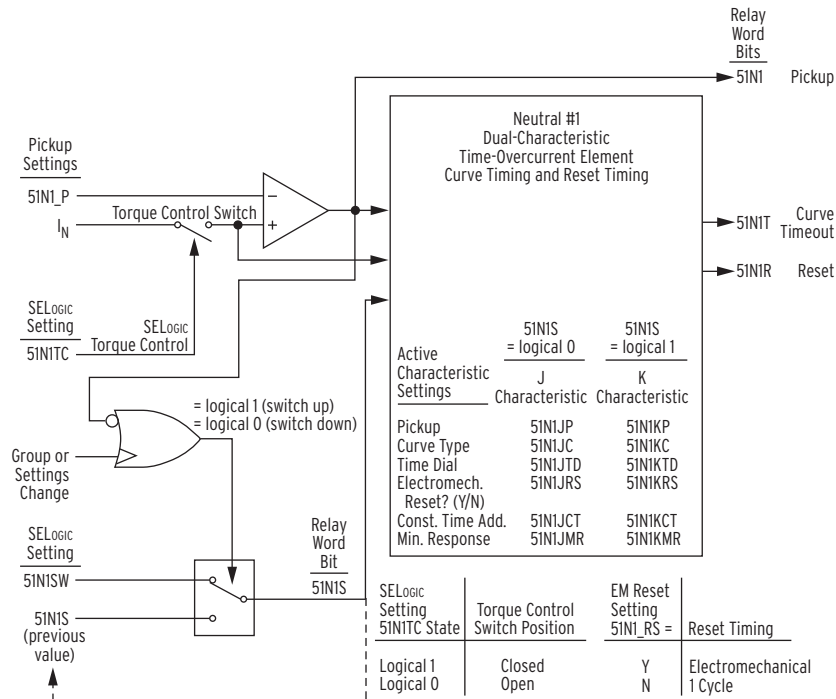 Relay
Word
Bits
51N1 Pickup
Neutral #1
Dual-Characteristic
Time-Overcurrent Element
Curve Timing and Reset Timing
Pickup
Settings
51N1_P
IN
Torque Control Switch
−
+
51N1T Curve
Timeout
51N1R Reset
SELOGIC
Setting
51N1TC
SELOGIC
Torque Control
Active
Characteristic
Settings
51N1S
= logical 0
51N1S
= logical 1
J
Characteristic
K
Characteristic
Pickup 51N1JP 51N1KP
Curve Type 51N1JC 51N1KC
Time Dial 51N1JTD 51N1KTD
Electromech. 51N1JRS 51N1KRS
Reset? (Y/N)
Const. Time Add. 51N1JCT 51N1KCT
Min. Response 51N1JMR 51N1KMR
= logical 1 (switch up)
= logical 0 (switch down)
Group or
Settings
Change
SELOGIC
Setting
51N1SW
51N1S
(previous
value)
Relay
Word
Bit
51N1S
SELOGIC
Setting
51N1TC State
Torque Control
Switch Position
Logical 1 Closed
Logical 0 Open
EM Reset
Setting
51N1_RS = Reset Timing
Y Electromechanical
N 1 Cycle